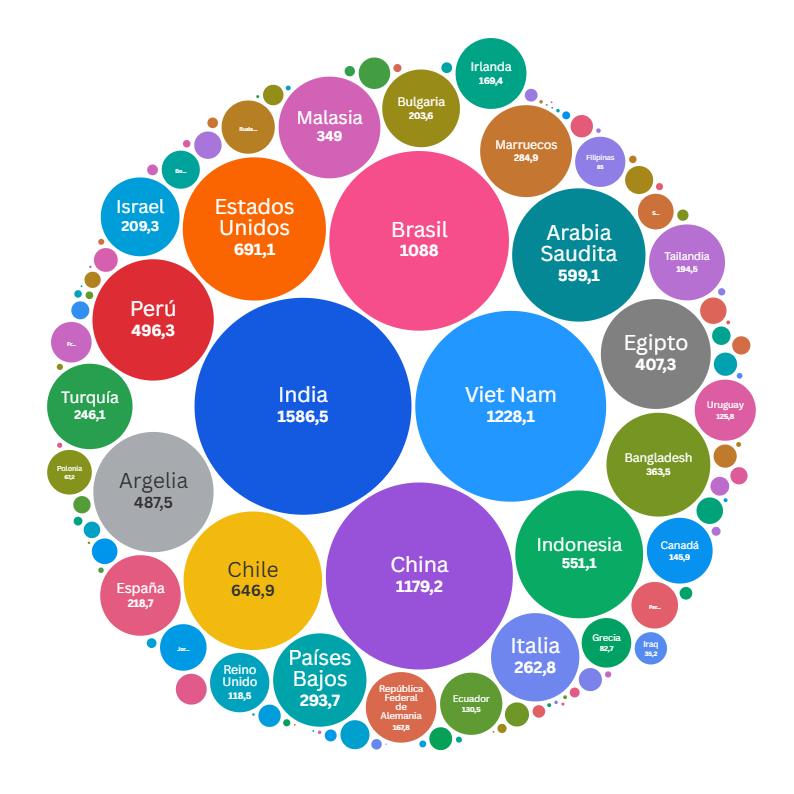 Irlanda
169,4
Malasia
349
Bulgaria
203,6
Rusia...
Marruecos
284,9
Filipinas
85
Israel
209,3
Estados
Unidos
691,1
Brasil
1088
Arabia
Saudita
599,1
Tailandia
194,5
Perú
496,3
Egipto
407,3
Turquía
246,1
India
1586,5
Viet Nam
1228,1
Uruguay
125,8
Polonia
67,2
Argelia
487,5
Bangladesh
363,5
España
218,7
Chile
646,9
China
1179,2
Indonesia
551,1
Canadá
145,9
Jor...
Reino
Unido
118,5
Países
Bajos
293,7
República
Federal
de
Alemania
167,8
Ecuador
130,5
Italia
262,8
Grecia
82,7
Iraq
35,2
Por...